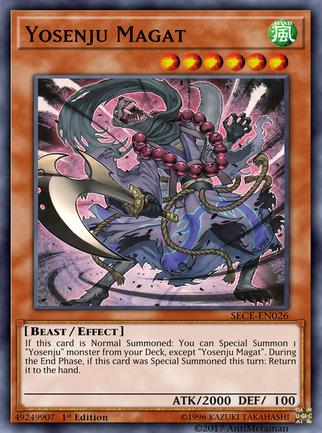 Yosenju Magat
WIND
風
SECE-EN026
[Beast / Effect]
If this card is Normal Summoned: You can Special Summon 1
"Yosenju" monster from your Deck, except "Yosenju Magat". During
the End Phase, if this card was Special Summoned this turn: Return
it to the hand.
ATK/2000 DEF/ 100
49249907 1st Edition ©1996 KAZUKI TAKAHASHI
©2017 AntiMetaman